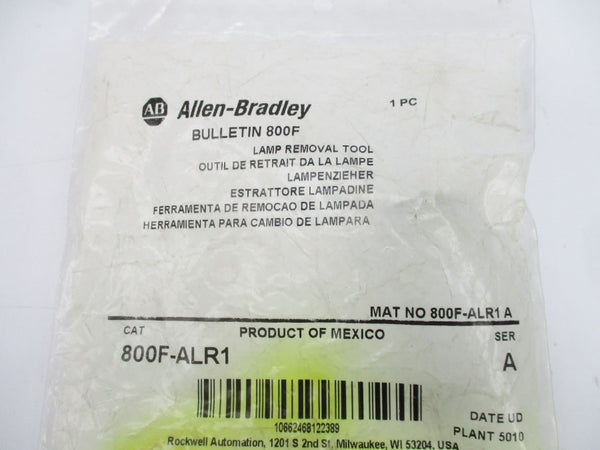 AB Allen-Bradley 1 PC
BULLETIN 800F
LAMP REMOVAL TOOL
OUTIL DE RETRAIT DA LA LAMPE
LAMPENZIEHER
ESTRATTORE LAMPADINE
FERRAMENTA DE REMOCAO DE LAMPADA
HERRAMIENTA PARA CAMBIO DE LAMPARA
MAT NO 800F-ALR1 A
CAT PRODUCT OF MEXICO SER
800F-ALR1 A
10662468122389
DATE UD
PLANT 5010
Rockwell Automation, 1201 S 2nd St, Milwaukee, WI 53204, USA